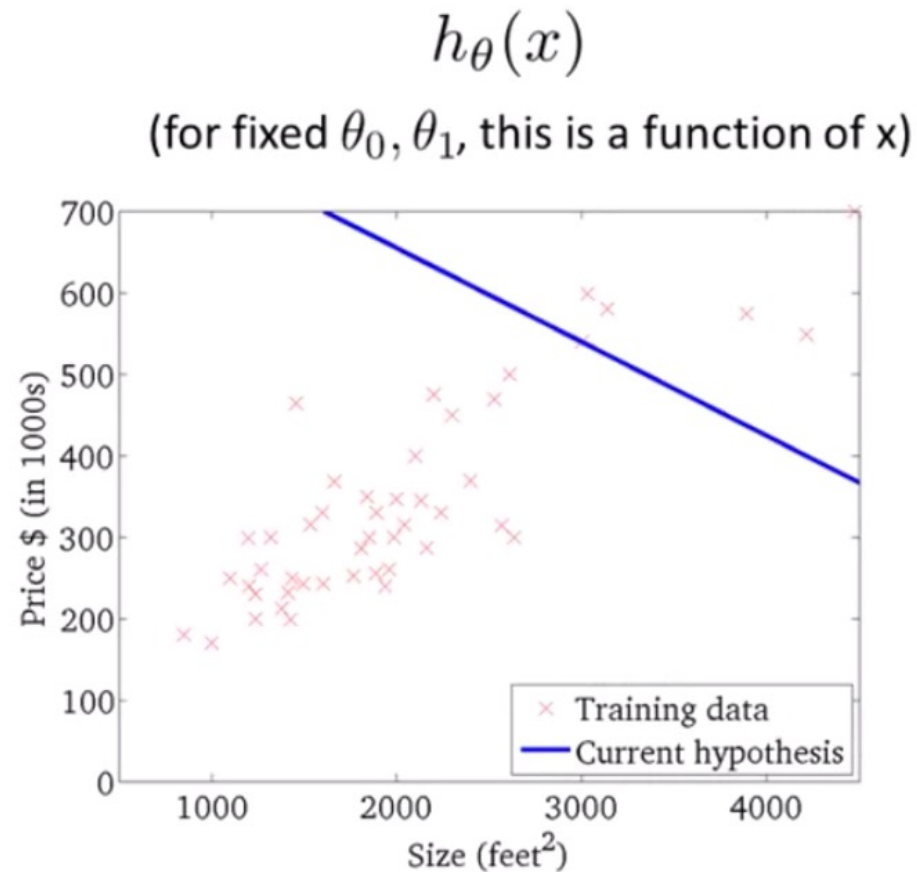 hθ(x)
(for fixed θ0, θ1, this is a function of x)
700
600
500
400
300
200
100
0
Price $ (in 1000s)
Training data
Current hypothesis
1000 2000 3000 4000
Size (feet²)